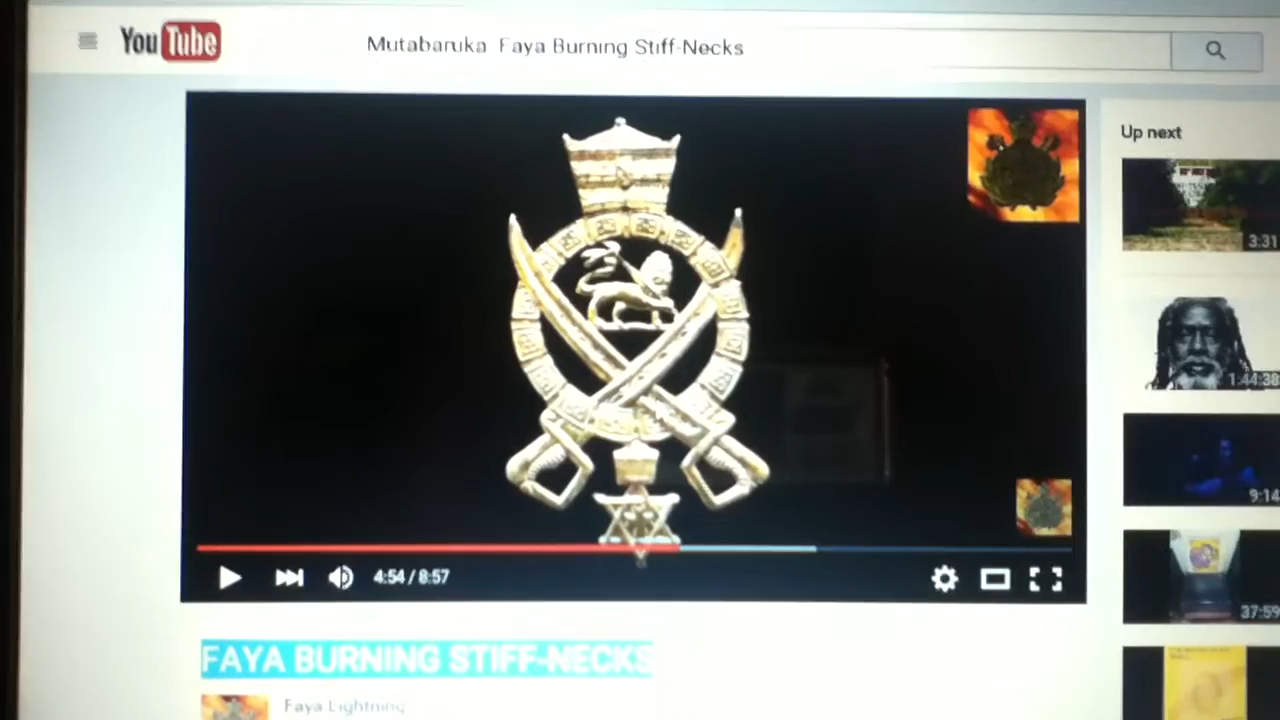 YouTube
Mutabaruka Faya Burning Stiff-Necks
Up next
3:31
1:44:38
9:14
37:59
4:54 / 8:57
FAYA BURNING STIFF-NECKS
Faya Lightning